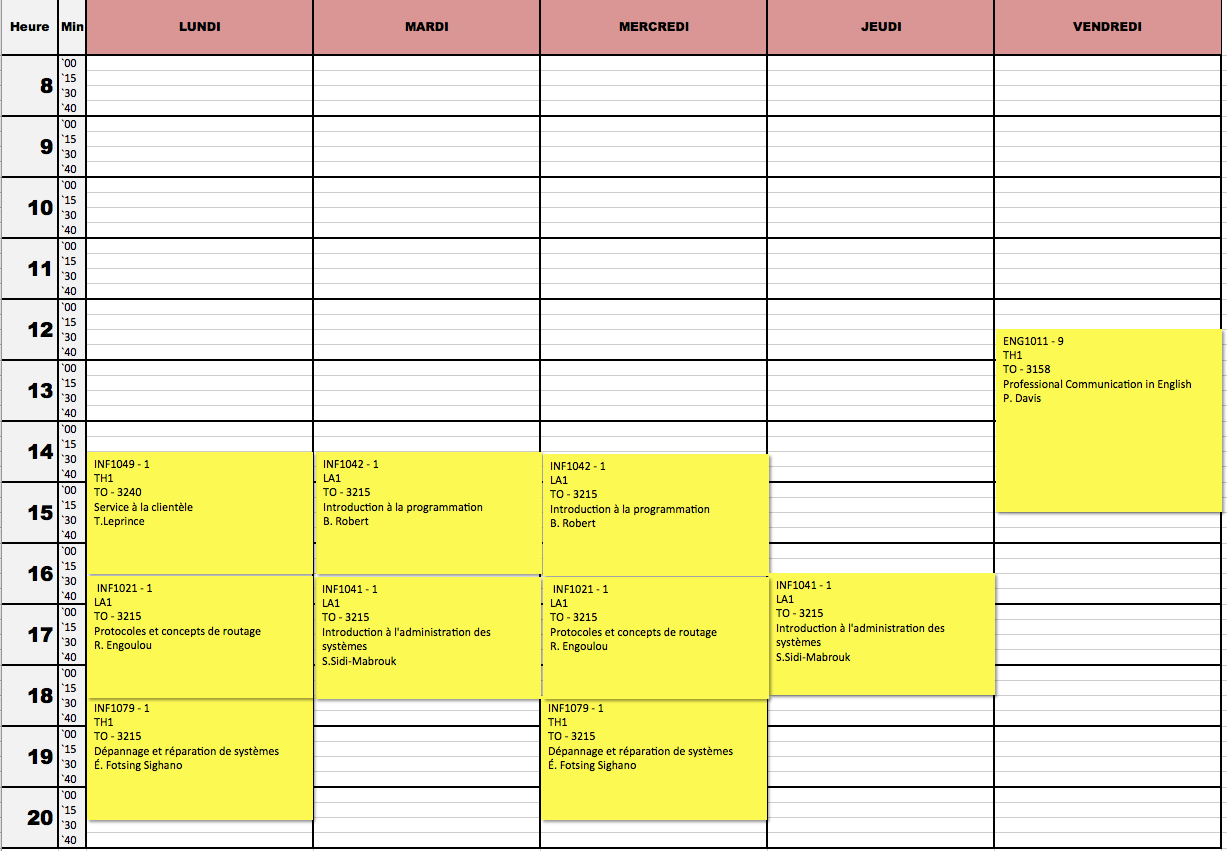 Heure Min LUNDI MARDI MERCREDI JEUDI VENDREDI
8
`00
`15
`30
`40
9
`00
`15
`30
`40
10
`00
`15
`30
`40
11
`00
`15
`30
`40
12
`00
`15
`30
`40
13
`00
`15
`30
`40
14
`00
`15
`30
`40
15
`00
`15
`30
`40
16
`00
`15
`30
`40
17
`00
`15
`30
`40
18
`00
`15
`30
`40
19
`00
`15
`30
`40
20
`00
`15
`30
`40
INF1049 - 1
TH1
TO - 3240
Service à la clientèle
T.Leprince
INF1021 - 1
LA1
TO - 3215
Protocoles et concepts de routage
R. Engoulou
INF1079 - 1
TH1
TO - 3215
Dépannage et réparation de systèmes
É. Fotsing Sighano
INF1042 - 1
LA1
TO - 3215
Introduction à la programmation
B. Robert
INF1041 - 1
LA1
TO - 3215
Introduction à l'administration des
systèmes
S.Sidi-Mabrouk
INF1042 - 1
LA1
TO - 3215
Introduction à la programmation
B. Robert
INF1021 - 1
LA1
TO - 3215
Protocoles et concepts de routage
R. Engoulou
INF1079 - 1
TH1
TO - 3215
Dépannage et réparation de systèmes
É. Fotsing Sighano
INF1041 - 1
LA1
TO - 3215
Introduction à l'administration des
systèmes
S.Sidi-Mabrouk
ENG1011 - 9
TH1
TO - 3158
Professional Communication in English
P. Davis